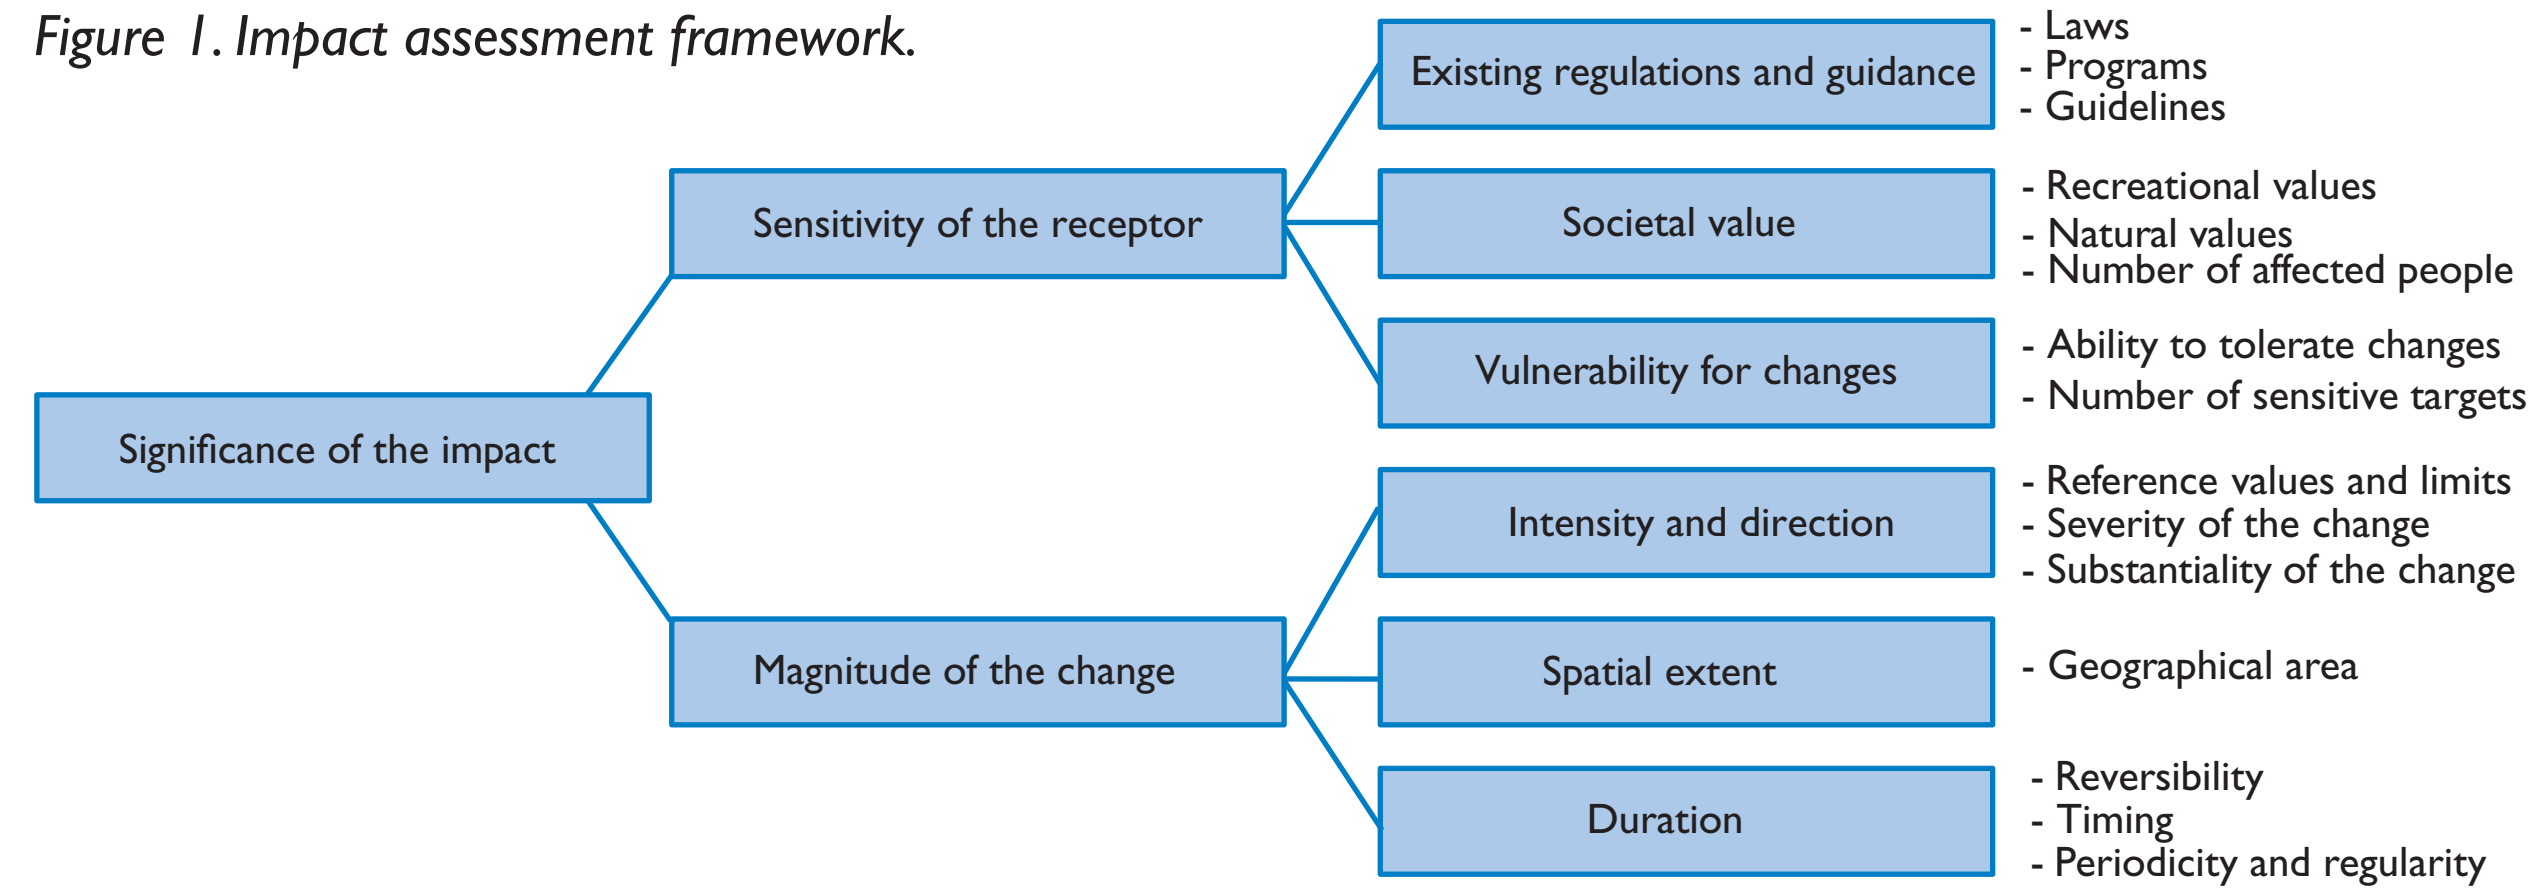 Figure 1. Impact assessment framework.
Existing regulations and guidance
- Laws
- Programs
- Guidelines
Sensitivity of the receptor
Societal value
- Recreational values
- Natural values
- Number of affected people
Vulnerability for changes
- Ability to tolerate changes
- Number of sensitive targets
Significance of the impact
Intensity and direction
- Reference values and limits
- Severity of the change
- Substantiality of the change
Magnitude of the change
Spatial extent
- Geographical area
Duration
- Reversibility
- Timing
- Periodicity and regularity